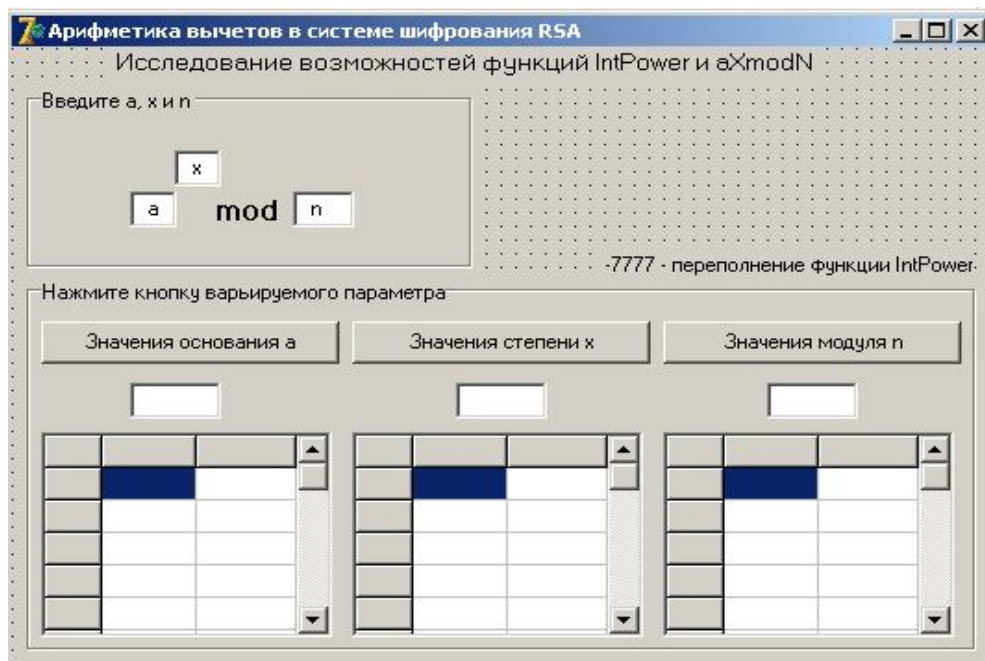 Арифметика вычетов в системе шифрования RSA
Исследование возможностей функций IntPower и aXmodN
Введите a, x и n
x
a mod n
-7777 - переполнение функции IntPower
Нажмите кнопку варьируемого параметра
Значения основания a Значения степени x Значения модуля n